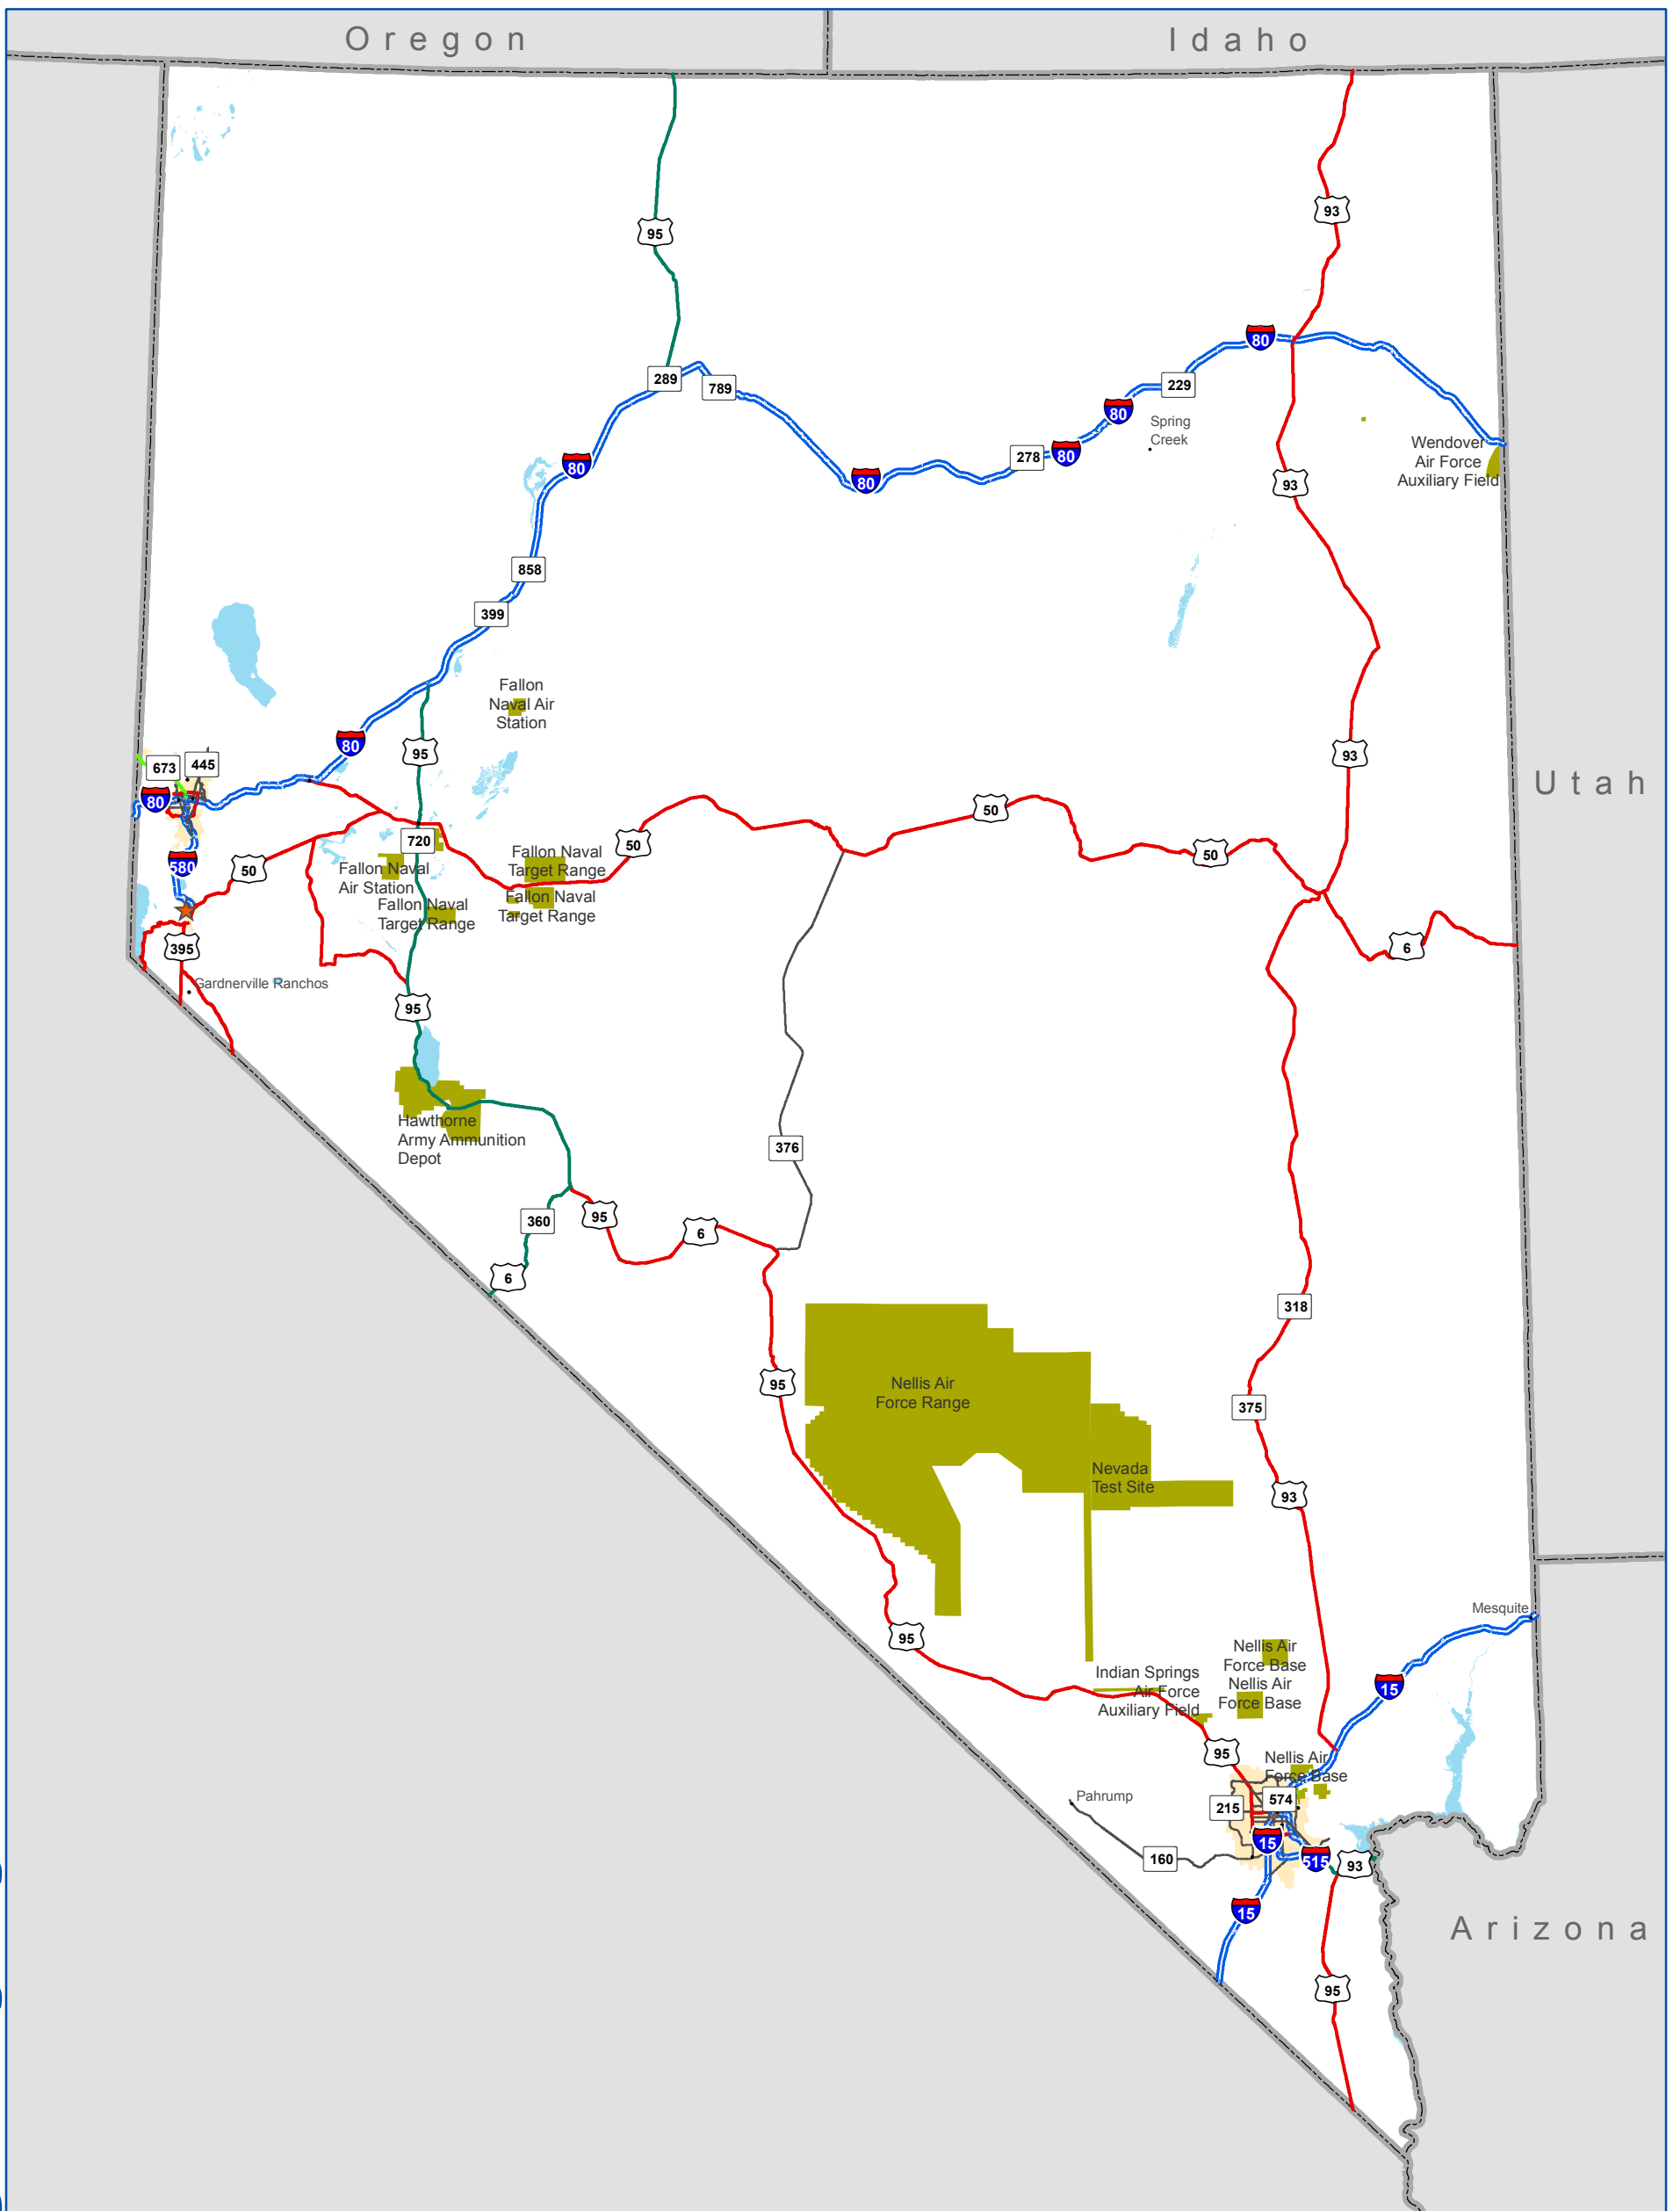 Oregon
Idaho
93
95
80
289
789
229
80
Spring
Creek
Wendover
Air Force
Auxiliary Field
80
278
80
80
93
858
399
Fallon
Naval Air
Station
80
95
93
673
445
Utah
80
50
720
50
50
580
50
Fallon Naval
Target Range
Fallon Naval
Air Station
Fallon Naval
Target Range
Fallon Naval
Target Range
395
6
Gardnerville Ranchos
95
Hawthorne
Army Ammunition
Depot
376
360
95
6
6
318
95
Nellis Air
Force Range
375
Nevada
Test Site
93
Mesquite
95
Nellis Air
Force Base
Indian Springs
Air Force
Auxiliary Field
Nellis Air
Force Base
15
95
Nellis Air
Force Base
Pahrump
215
574
15
160
515
93
15
Arizona
95